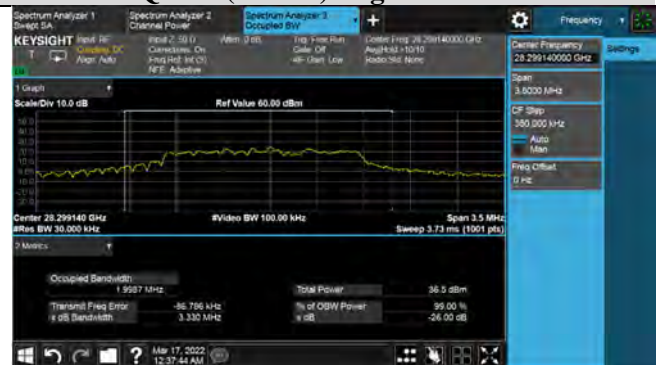 Spectrum Analyzer 1
Swept SA
Spectrum Analyzer 2
Channel Power
Spectrum Analyzer 3
Occupied BW
Frequency
KEYSIGHT
Input: RF
Coupling: DC
Align: Auto
Input Z: 50 Ω
Corrections: On
Freq Ref: Int (S)
NFE: Adaptive
Atten: 0 dB
Trig: Free Run
Gate: Off
#IF Gain: Low
Center Freq: 28.299140000 GHz
Avg|Hold: >10/10
Radio Std: None
Center Frequency
28.299140000 GHz
Settings
Span
CF Step
Auto
Man
Freq Offset
0 Hz
1 Graph
Scale/Div 10.0 dB
Ref Value 60.00 dBm
Center 28.299140 GHz
#Res BW 30.000 kHz
#Video BW 100.00 kHz
Span 3.5 MHz
Sweep 3.73 ms (1001 pts)
2 Metrics
Occupied Bandwidth
1.9987 MHz
Total Power
36.5 dBm
Transmit Freq Error
-86.786 kHz
% of OBW Power
99.00 %
x dB Bandwidth
3.330 MHz
x dB
-26.00 dB
Mar 17, 2022
12:37:44 AM